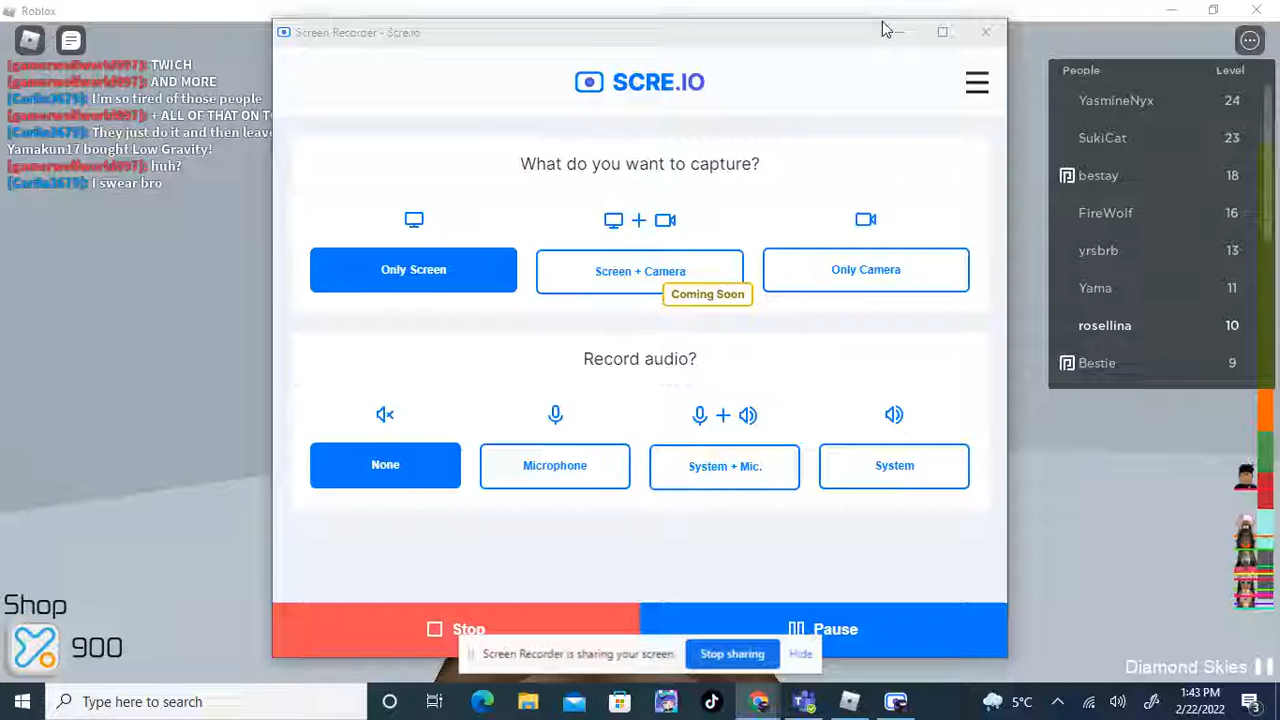 Roblox
Screen Recorder - Scre.io
SCRE.IO
TWICH
AND MORE
I'm so tired of those people
+ ALL OF THAT ON TO
They just do it and then leave
Yamakun17 bought Low Gravity!
huh?
I swear bro
People Level
YasmineNyx 24
SukiCat 23
bestay 18
FireWolf 16
yrsbrb 13
Yama 11
rosellina 10
Bestie 9
What do you want to capture?
Only Screen
Screen + Camera
Only Camera
Coming Soon
Record audio?
None
Microphone
System + Mic.
System
Stop
Pause
Screen Recorder is sharing your screen.
Stop sharing
Hide
Shop
900
Diamond Skies
Type here to search
5°C
1:43 PM
2/22/2022
3